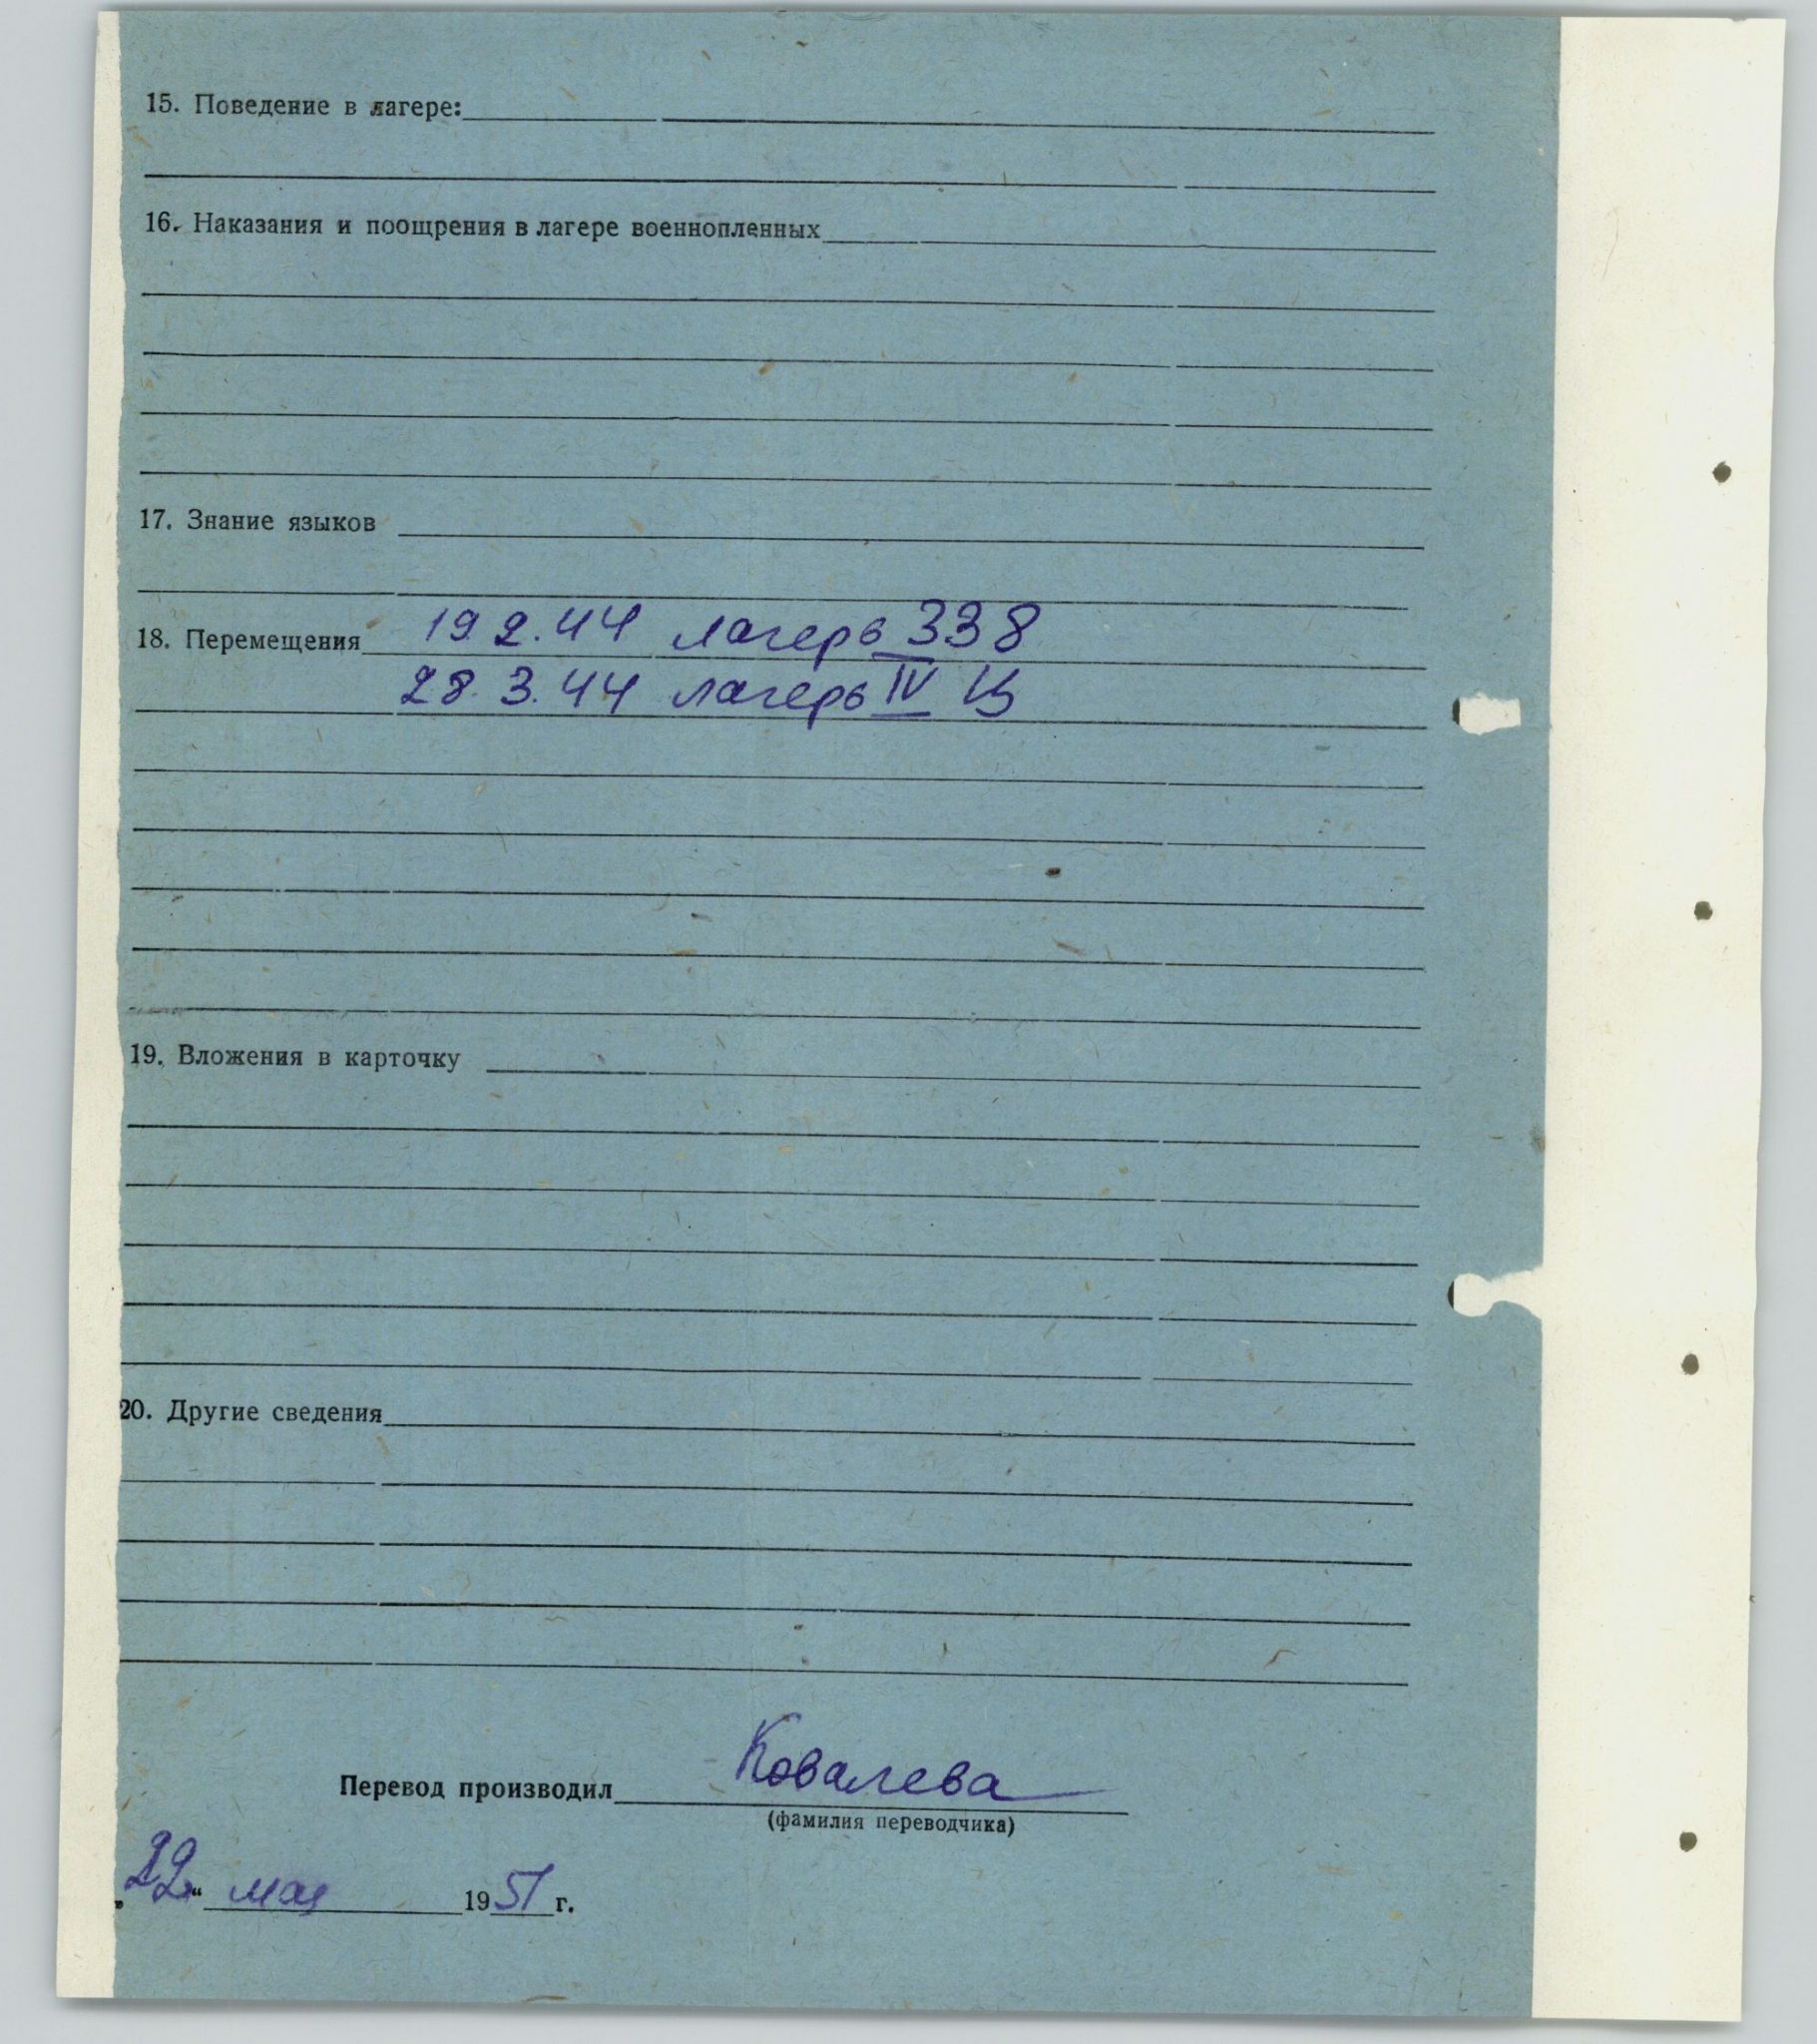 15. Поведение в лагере:
16. Наказания и поощрения в лагере военнопленных
17. Знание языков
18. Перемещения 19 2. 44 лагерь 338
28. 3. 44 лагерь IV Ц
19. Вложения в карточку
20. Другие сведения
Перевод производил Ковалева
(фамилия переводчика)
„22“ мая 1951 г.